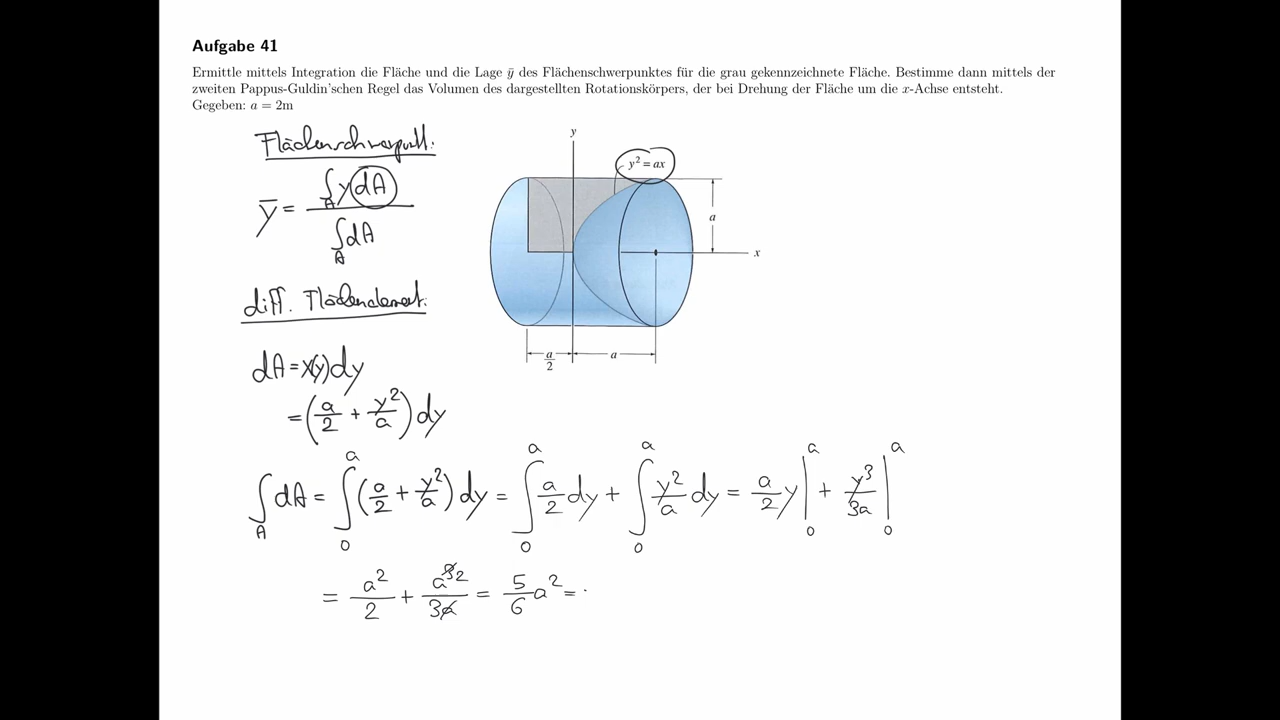 Aufgabe 41
Ermittle mittels Integration die Fläche und die Lage ȳ des Flächenschwerpunktes für die grau gekennzeichnete Fläche. Bestimme dann mittels der
zweiten Pappus-Guldin'schen Regel das Volumen des dargestellten Rotationskörpers, der bei Drehung der Fläche um die x-Achse entsteht.
Gegeben: a = 2m
Flächenschwerpunkt:
ȳ = ∫_A y dA / ∫_A dA
y
y² = ax
a
x
a/2
a
diff. Flächenelement:
dA = x(y) dy
= (a/2 + y²/a) dy
∫_A dA = ∫_0^a (a/2 + y²/a) dy = ∫_0^a a/2 dy + ∫_0^a y²/a dy = a/2 y |_0^a + y³/3a |_0^a
= a²/2 + a³²/3a = 5/6 a² =